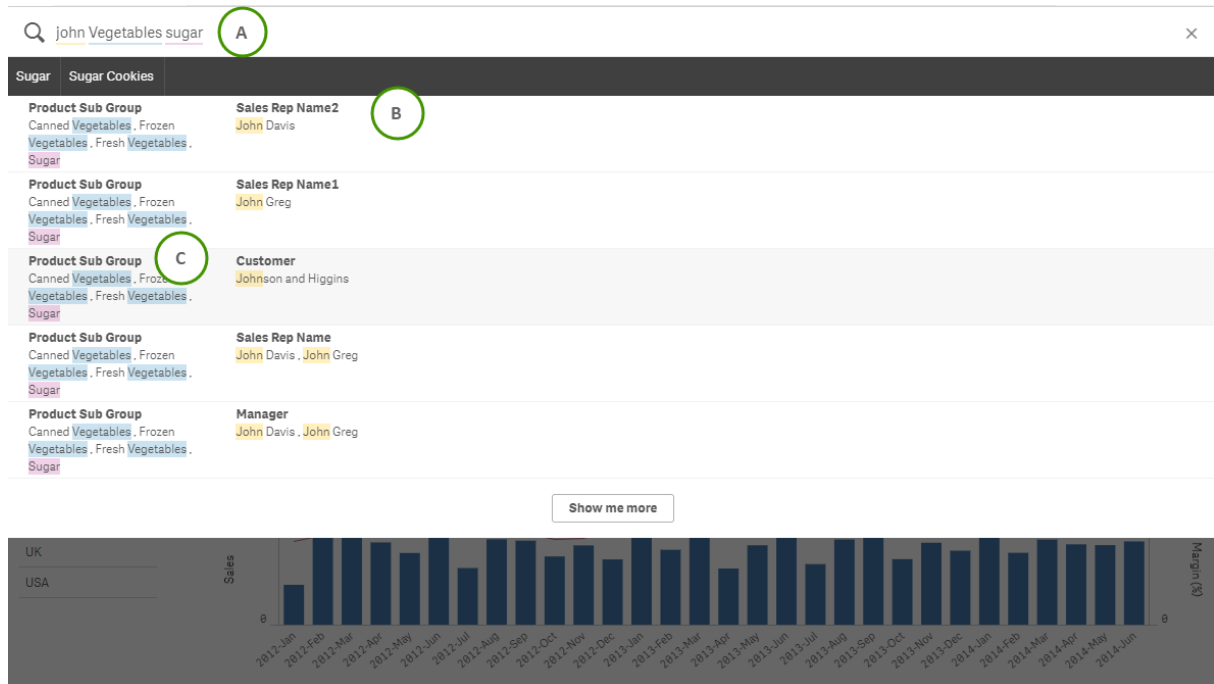 john Vegetables sugar
A
×
Sugar
Sugar Cookies
Product Sub Group
Canned Vegetables , Frozen
Vegetables , Fresh Vegetables ,
Sugar
Sales Rep Name2
John Davis
B
Product Sub Group
Canned Vegetables , Frozen
Vegetables , Fresh Vegetables ,
Sugar
Sales Rep Name1
John Greg
Product Sub Group
C
Canned Vegetables , Froze
Vegetables , Fresh Vegetables ,
Sugar
Customer
Johnson and Higgins
Product Sub Group
Canned Vegetables , Frozen
Vegetables , Fresh Vegetables ,
Sugar
Sales Rep Name
John Davis , John Greg
Product Sub Group
Canned Vegetables , Frozen
Vegetables , Fresh Vegetables ,
Sugar
Manager
John Davis , John Greg
Show me more
UK
USA
Sales
0
0
Margin (%)
2012-Jan
2012-Feb
2012-Mar
2012-Apr
2012-May
2012-Jun
2012-Jul
2012-Aug
2012-Sep
2012-Oct
2012-Nov
2012-Dec
2013-Jan
2013-Feb
2013-Mar
2013-Apr
2013-May
2013-Jun
2013-Jul
2013-Aug
2013-Sep
2013-Oct
2013-Nov
2013-Dec
2014-Jan
2014-Feb
2014-Mar
2014-Apr
2014-May
2014-Jun